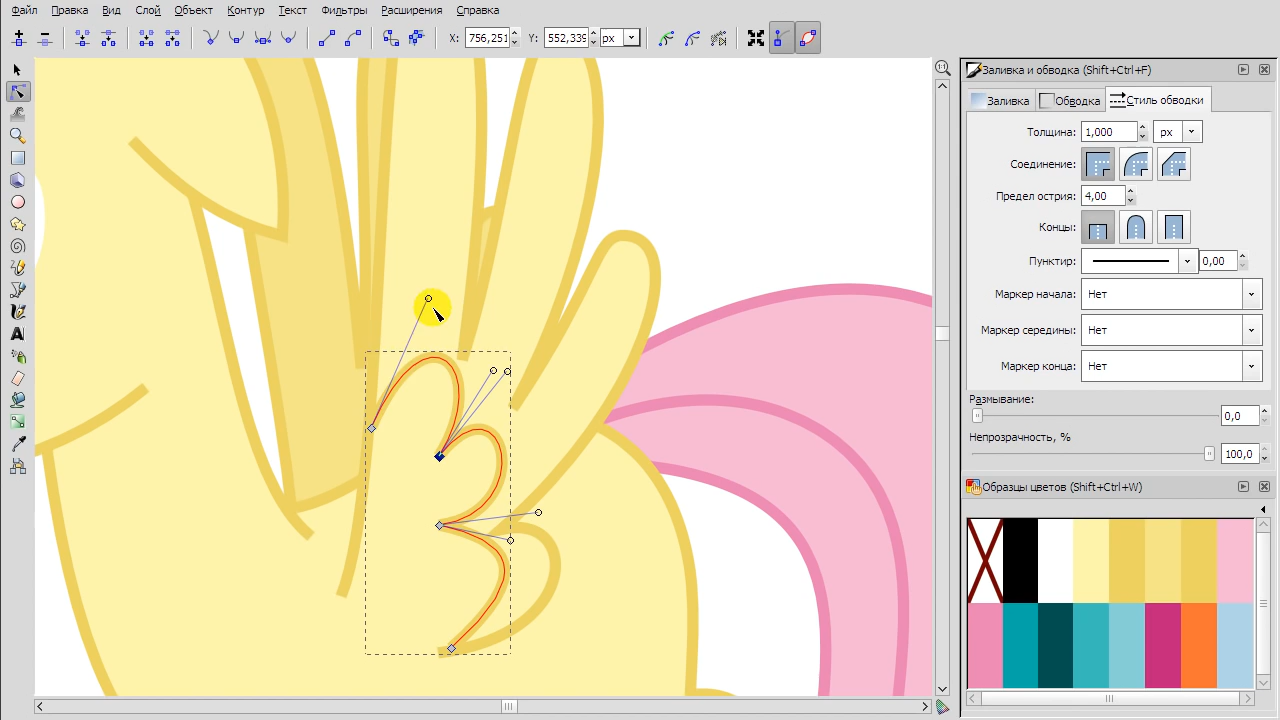 Файл Правка Вид Слой Объект Контур Текст Фильтры Расширения Справка
X: 756,251 Y: 552,339 px
1:1
Заливка и обводка (Shift+Ctrl+F)
Заливка Обводка Стиль обводки
Толщина: 1,000 px
Соединение:
Предел острия: 4,00
Концы:
Пунктир: 0,00
Маркер начала: Нет
Маркер середины: Нет
Маркер конца: Нет
Размывание:
0,0
Непрозрачность, %
100,0
Образцы цветов (Shift+Ctrl+W)
A